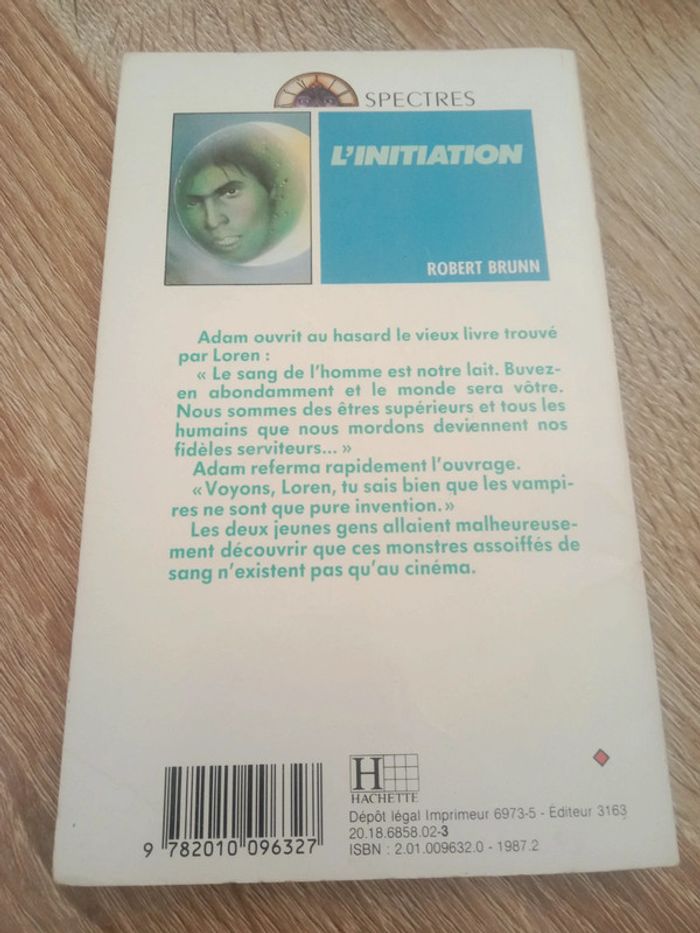 SPECTRES
L'INITIATION
ROBERT BRUNN
Adam ouvrit au hasard le vieux livre trouvé
par Loren :
« Le sang de l'homme est notre lait. Buvez-
en abondamment et le monde sera vôtre.
Nous sommes des êtres supérieurs et tous les
humains que nous mordons deviennent nos
fidèles serviteurs... »
Adam referma rapidement l'ouvrage.
« Voyons, Loren, tu sais bien que les vampi-
res ne sont que pure invention. »
Les deux jeunes gens allaient malheureuse-
ment découvrir que ces monstres assoiffés de
sang n'existent pas qu'au cinéma.
H
HACHETTE
Dépôt légal Imprimeur 6973-5 - Editeur 3163
20.18.6858.02-3
ISBN : 2.01.009632.0 - 1987.2
9 782010 096327